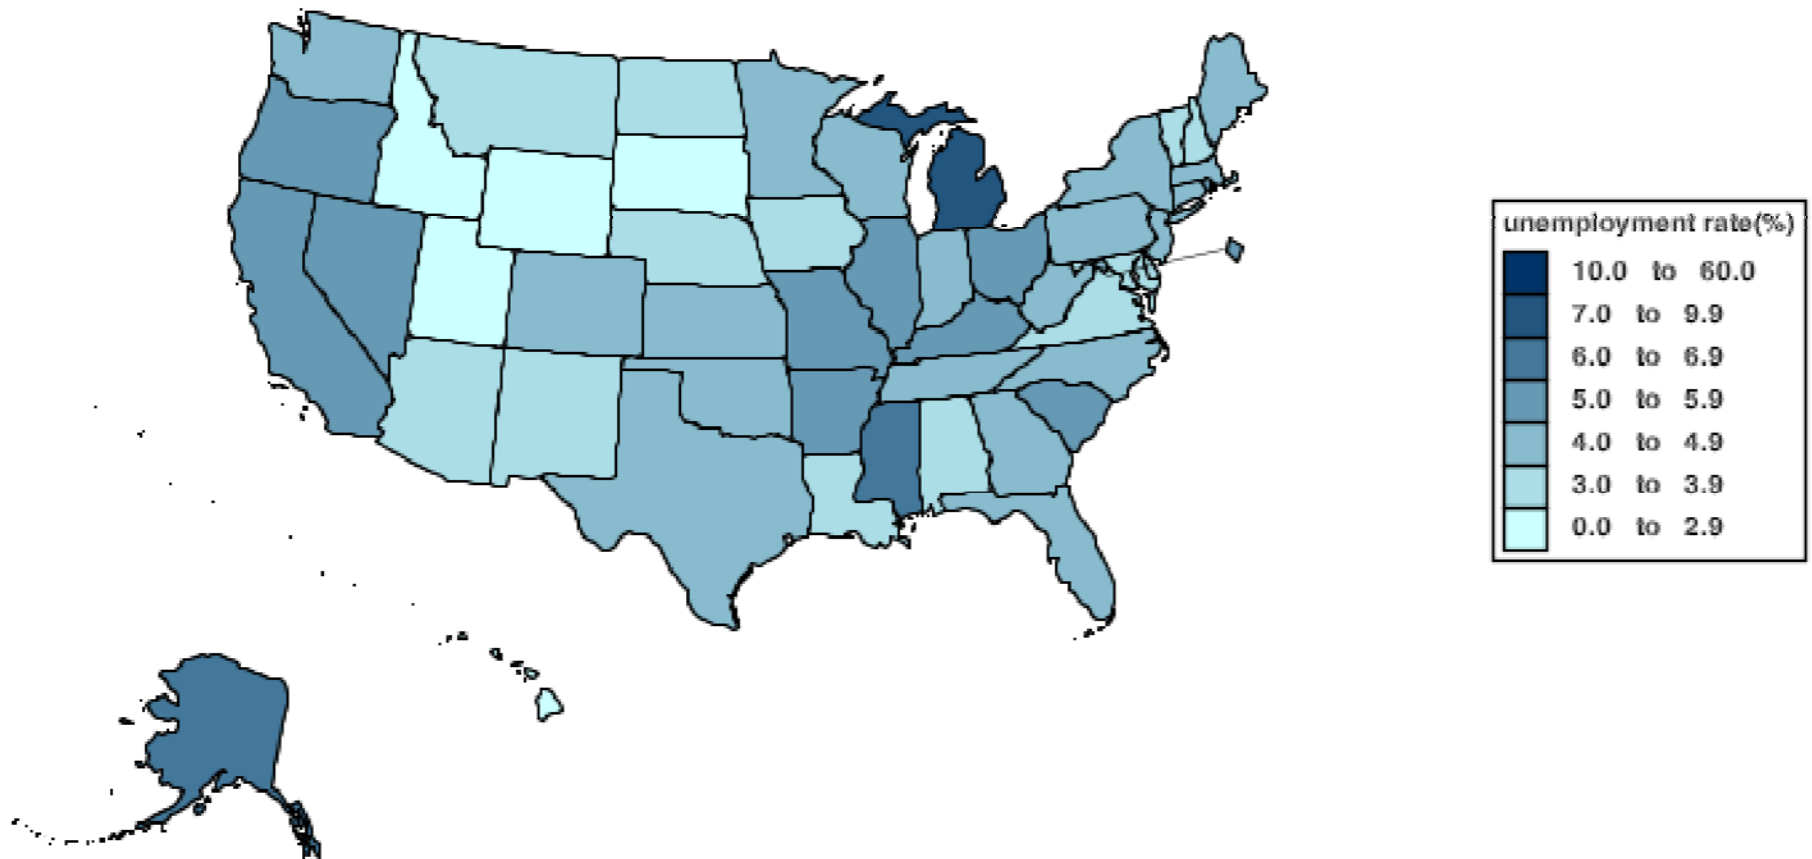 unemployment rate(%)
10.0 to 60.0
7.0 to 9.9
6.0 to 6.9
5.0 to 5.9
4.0 to 4.9
3.0 to 3.9
0.0 to 2.9